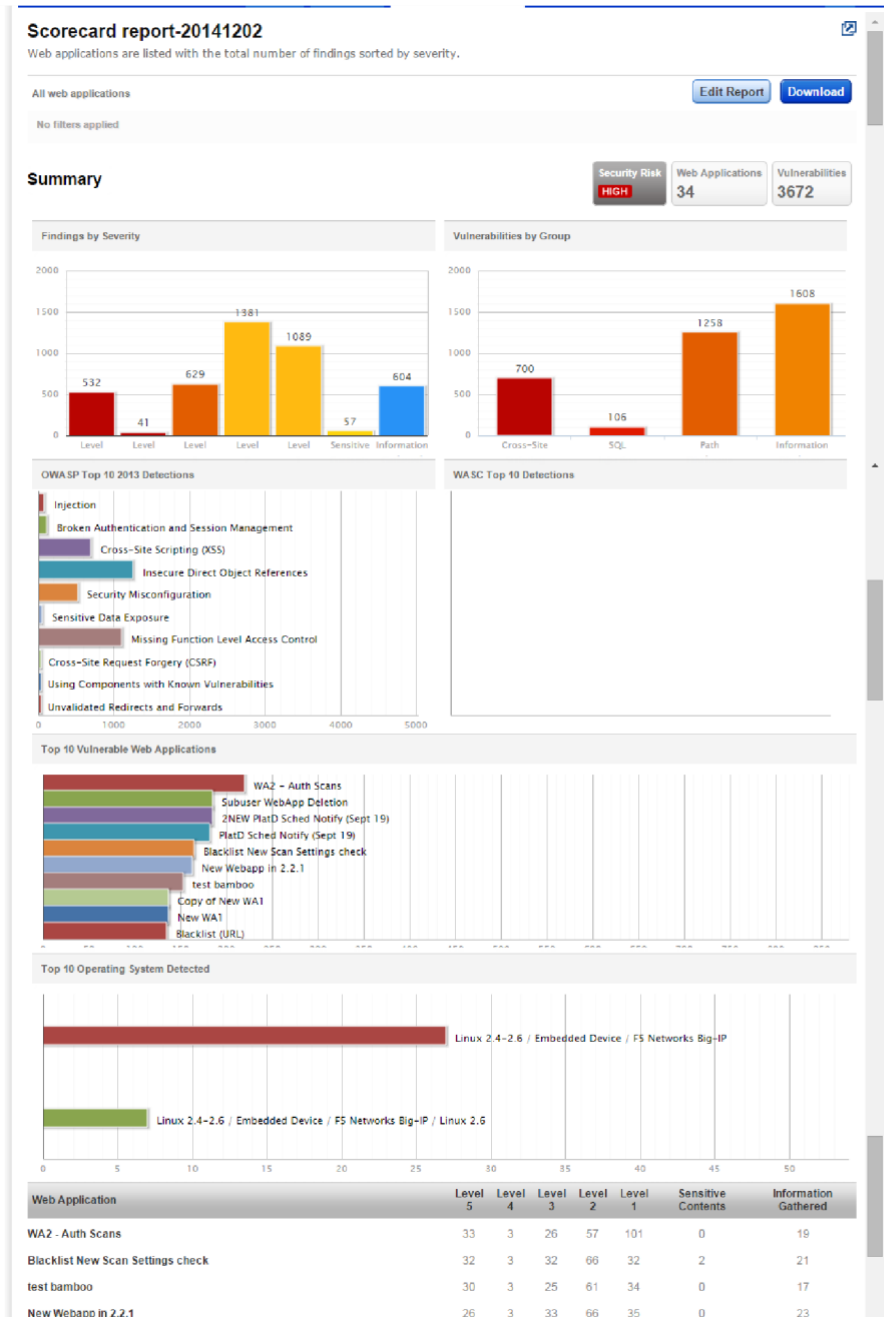 Scorecard report-20141202
Web applications are listed with the total number of findings sorted by severity.
All web applications
Edit Report
Download
No filters applied
Summary
Security Risk
HIGH
Web Applications
34
Vulnerabilities
3672
Findings by Severity
2000
1500
1000
500
0
532
41
629
1381
1089
57
604
Level
Level
Level
Level
Level
Sensitive
Information
Vulnerabilities by Group
2000
1500
1000
500
0
700
106
1258
1608
Cross-Site
SQL
Path
Information
OWASP Top 10 2013 Detections
Injection
Broken Authentication and Session Management
Cross-Site Scripting (XSS)
Insecure Direct Object References
Security Misconfiguration
Sensitive Data Exposure
Missing Function Level Access Control
Cross-Site Request Forgery (CSRF)
Using Components with Known Vulnerabilities
Unvalidated Redirects and Forwards
0 1000 2000 3000 4000 5000
WASC Top 10 Detections
Top 10 Vulnerable Web Applications
WA2 - Auth Scans
Subuser WebApp Deletion
2NEW PlatD Sched Notify (Sept 19)
PlatD Sched Notify (Sept 19)
Blacklist New Scan Settings check
New Webapp in 2.2.1
test bamboo
Copy of New WA1
New WA1
Blacklist (URL)
Top 10 Operating System Detected
Linux 2.4-2.6 / Embedded Device / F5 Networks Big-IP
Linux 2.4-2.6 / Embedded Device / F5 Networks Big-IP / Linux 2.6
0 5 10 15 20 25 30 35 40 45 50
Web Application Level 5 Level 4 Level 3 Level 2 Level 1 Sensitive Contents Information Gathered
WA2 - Auth Scans 33 3 26 57 101 0 19
Blacklist New Scan Settings check 32 3 32 66 32 2 21
test bamboo 30 3 25 61 34 0 17
New Webapp in 2.2.1 26 3 33 66 35 0 23